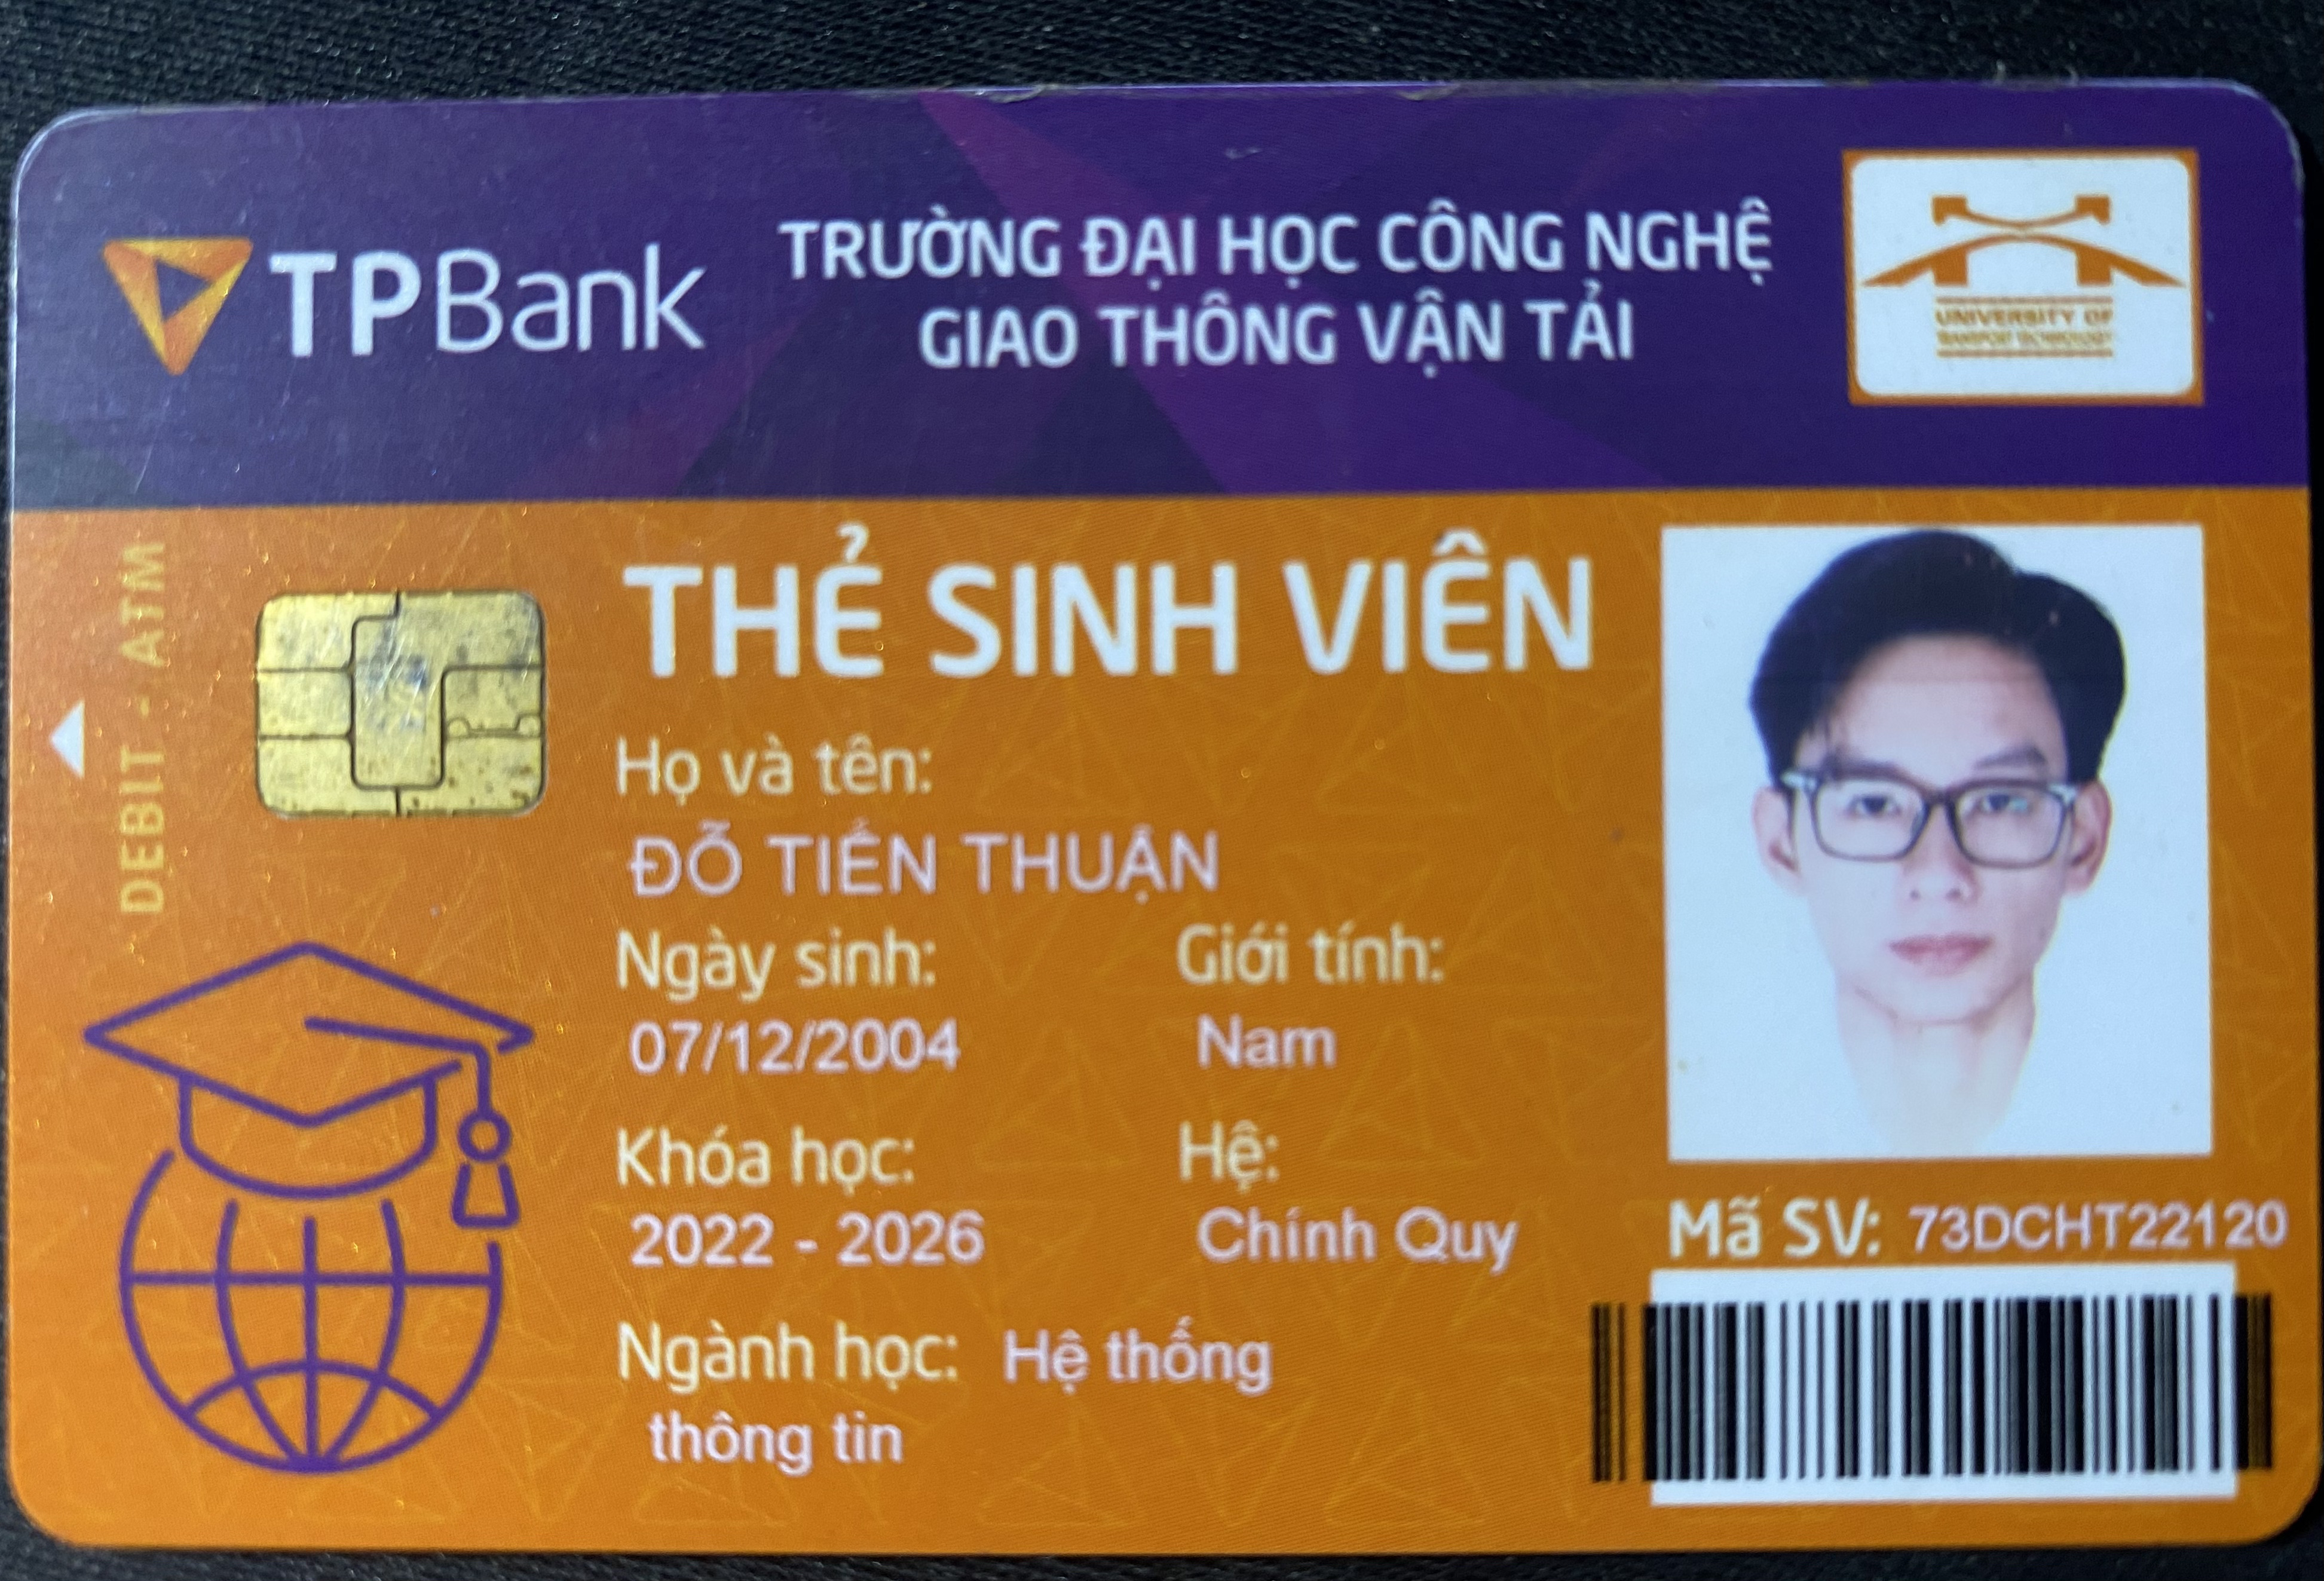 TPBank
TRƯỜNG ĐẠI HỌC CÔNG NGHỆ
GIAO THÔNG VẬN TẢI
UNIVERSITY OF
TRANSPORT TECHNOLOGY
DEBIT - ATM
THẺ SINH VIÊN
Họ và tên:
ĐỖ TIẾN THUẬN
Ngày sinh: Giới tính:
07/12/2004 Nam
Khóa học: Hệ:
2022 - 2026 Chính Quy
Mã SV: 73DCHT22120
Ngành học: Hệ thống
thông tin